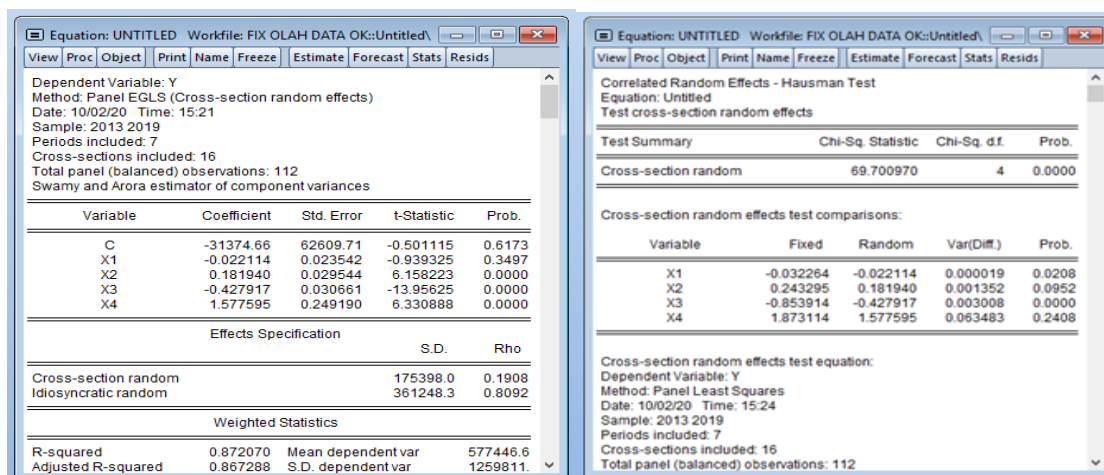 Equation: UNTITLED Workfile: FIX OLAH DATA OK::Untitled\
View Proc Object Print Name Freeze Estimate Forecast Stats Resids
Dependent Variable: Y
Method: Panel EGLS (Cross-section random effects)
Date: 10/02/20 Time: 15:21
Sample: 2013 2019
Periods included: 7
Cross-sections included: 16
Total panel (balanced) observations: 112
Swamy and Arora estimator of component variances
Variable Coefficient Std. Error t-Statistic Prob.
C -31374.66 62609.71 -0.501115 0.6173
X1 -0.022114 0.023542 -0.939325 0.3497
X2 0.181940 0.029544 6.158223 0.0000
X3 -0.427917 0.030661 -13.95625 0.0000
X4 1.577595 0.249190 6.330888 0.0000
Effects Specification
S.D. Rho
Cross-section random 175398.0 0.1908
Idiosyncratic random 361248.3 0.8092
Weighted Statistics
R-squared 0.872070 Mean dependent var 577446.6
Adjusted R-squared 0.867288 S.D. dependent var 1259811.
Equation: UNTITLED Workfile: FIX OLAH DATA OK::Untitled\
View Proc Object Print Name Freeze Estimate Forecast Stats Resids
Correlated Random Effects - Hausman Test
Equation: Untitled
Test cross-section random effects
Test Summary Chi-Sq. Statistic Chi-Sq. d.f. Prob.
Cross-section random 69.700970 4 0.0000
Cross-section random effects test comparisons:
Variable Fixed Random Var(Diff.) Prob.
X1 -0.032264 -0.022114 0.000019 0.0208
X2 0.243295 0.181940 0.001352 0.0952
X3 -0.853914 -0.427917 0.003008 0.0000
X4 1.873114 1.577595 0.063483 0.2408
Cross-section random effects test equation:
Dependent Variable: Y
Method: Panel Least Squares
Date: 10/02/20 Time: 15:24
Sample: 2013 2019
Periods included: 7
Cross-sections included: 16
Total panel (balanced) observations: 112